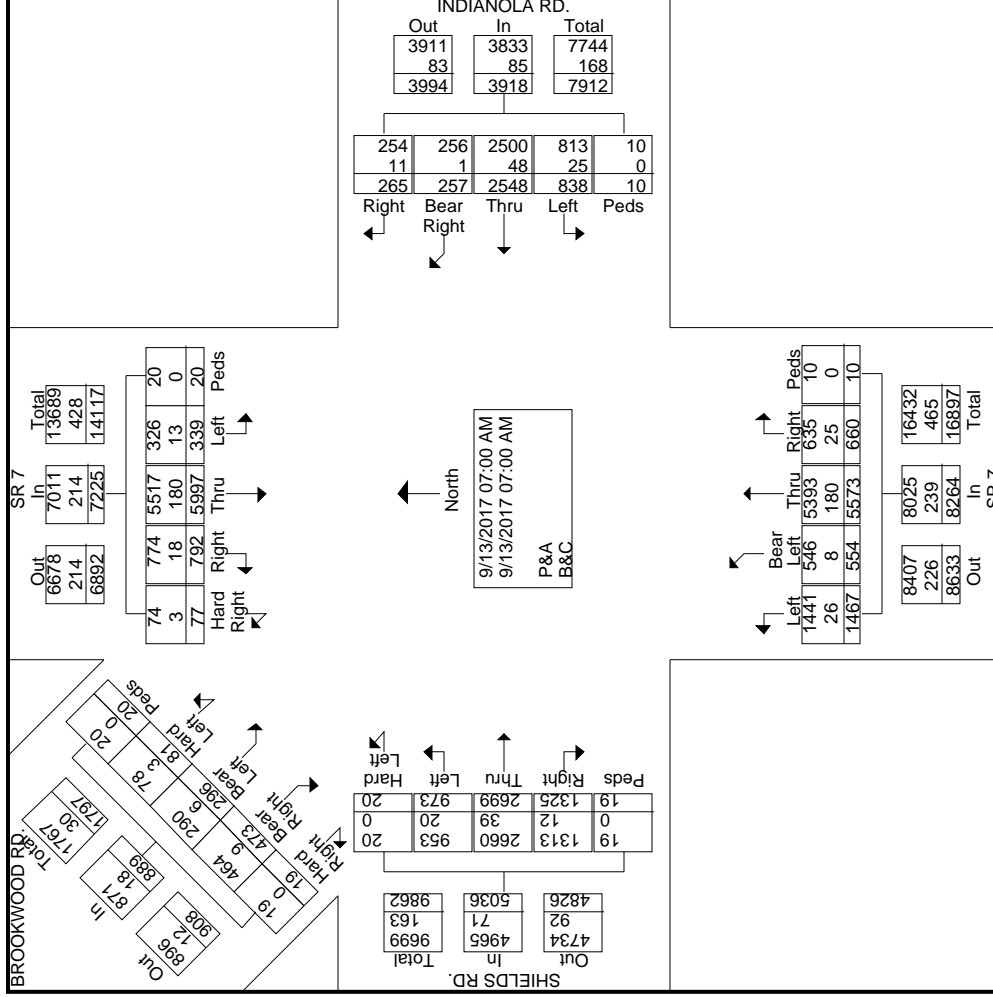 INDIANOLA RD.
Out In Total
3911 3833 7744
83 85 168
3994 3918 7912
254 256 2500 813 10
11 1 48 25 0
265 257 2548 838 10
Right Bear Right Thru Left Peds
SR 7
Total In Out
13689 7011 6678
428 214 214
14117 7225 6892
20 326 5517 774 74
0 13 180 18 3
20 339 5997 792 77
Peds Left Thru Right Hard Right
North
9/13/2017 07:00 AM
9/13/2017 07:00 AM
P&A
B&C
Peds Right Thru Bear Left Left
10 635 5393 546 1441
0 25 180 8 26
10 660 5573 554 1467
16432 8025 8407
465 239 226
16897 8264 8633
Total In Out
BROOKWOOD RD.
Total In Out
1767 871 896
30 18 12
1797 889 908
20 78 290 464 19
0 3 6 9 0
20 81 296 473 19
Peds Hard Left Bear Left Bear Right Hard Right
Hard Left Left Thru Right Peds
20 973 2699 1325 19
0 20 39 12 0
20 953 2660 1313 19
9862 5036 4826
163 71 92
9699 4965 4734
Total In Out
SHIELDS RD.